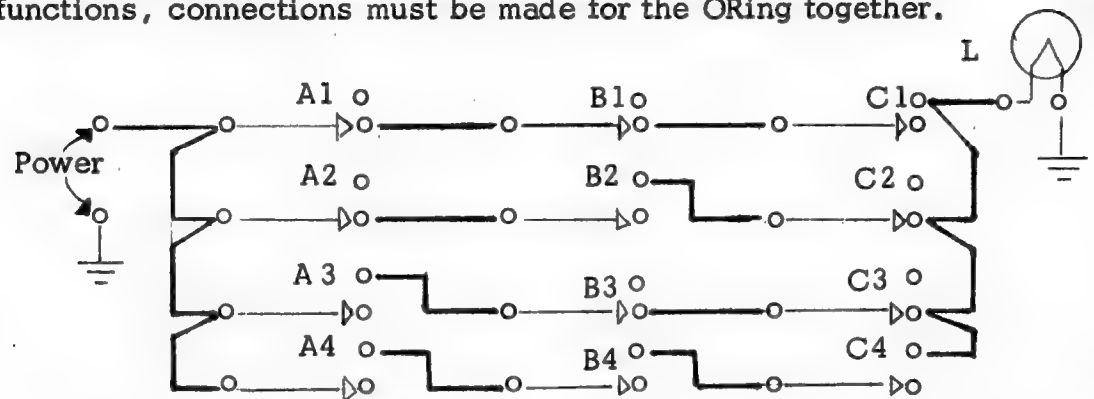 functions, connections must be made for the ORing together.
L
A1 B1 C1
Power
A2 B2 C2
A3 B3 C3
A4 B4 C4